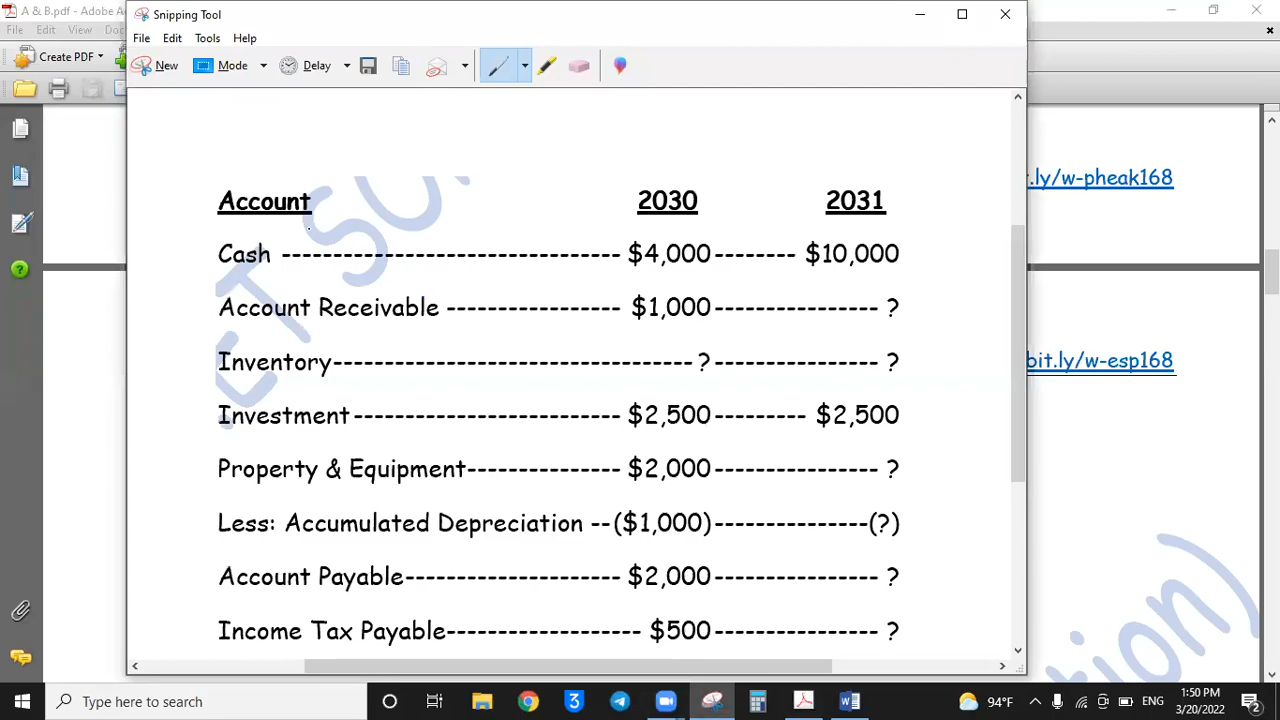 A & B.pdf - Adobe A
Snipping Tool
File Edit View Docu
File Edit Tools Help
Create PDF
New Mode Delay
Account 2030 2031
Cash -------------------------------- $4,000 -------- $10,000
Account Receivable ---------------- $1,000 ---------------- ?
Inventory---------------------------------- ? ---------------- ?
Investment -------------------------- $2,500 --------- $2,500
Property & Equipment--------------- $2,000 ---------------- ?
Less: Accumulated Depreciation --($1,000)---------------(?)
Account Payable--------------------- $2,000 ---------------- ?
Income Tax Payable------------------- $500 ---------------- ?
.ly/w-pheak168
bit.ly/w-esp168
Type here to search
94°F
ENG
1:50 PM
3/20/2022
2